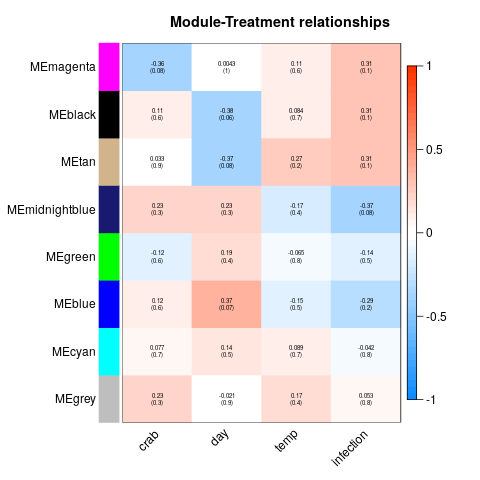 Module-Treatment relationships
MEmagenta
-0.36 0.0043 0.11 0.31
(0.08) (1) (0.6) (0.1)
MEblack
0.11 -0.38 0.084 0.31
(0.6) (0.06) (0.7) (0.1)
MEtan
0.033 -0.37 0.27 0.31
(0.9) (0.08) (0.2) (0.1)
MEmidnightblue
0.23 0.23 -0.17 -0.37
(0.3) (0.3) (0.4) (0.08)
MEgreen
-0.12 0.19 -0.065 -0.14
(0.6) (0.4) (0.8) (0.5)
MEblue
0.12 0.37 -0.15 -0.29
(0.6) (0.07) (0.5) (0.2)
MEcyan
0.077 0.14 0.089 -0.042
(0.7) (0.5) (0.7) (0.8)
MEgrey
0.23 -0.021 0.17 0.053
(0.3) (0.9) (0.4) (0.8)
crab day temp infection
1
0.5
0
-0.5
-1